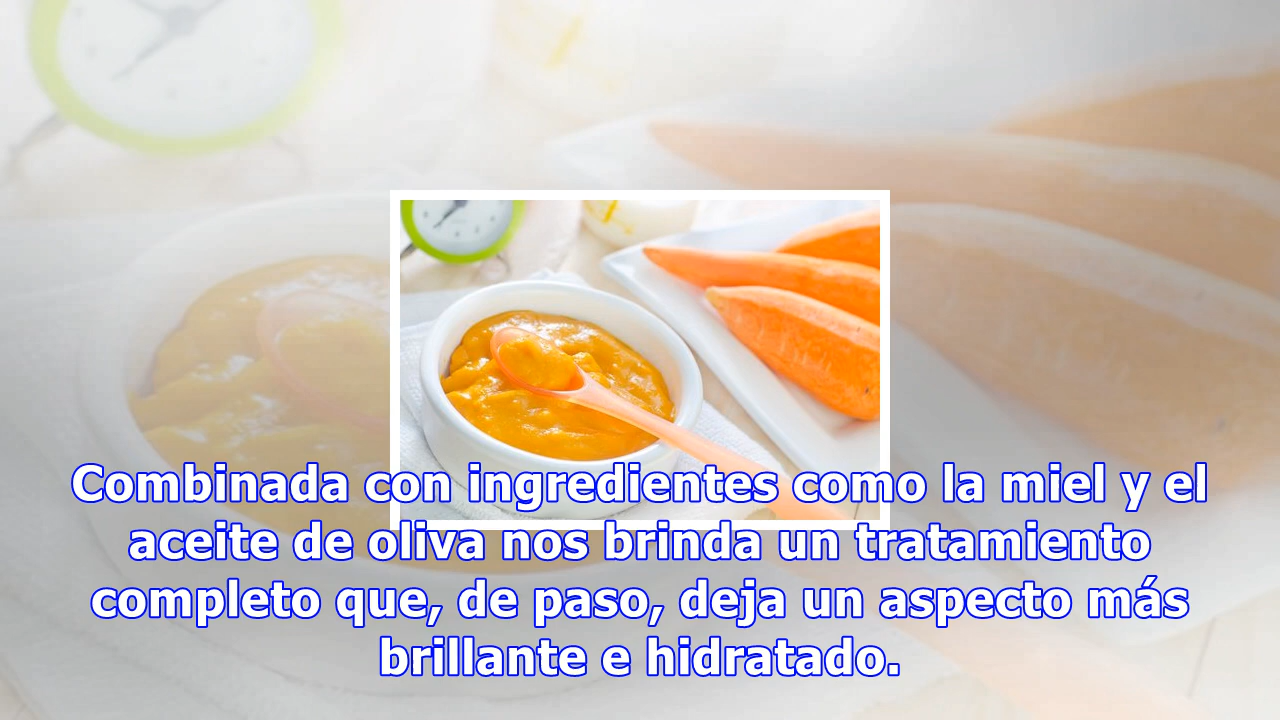 Combinada con ingredientes como la miel y el
aceite de oliva nos brinda un tratamiento
completo que, de paso, deja un aspecto más
brillante e hidratado.